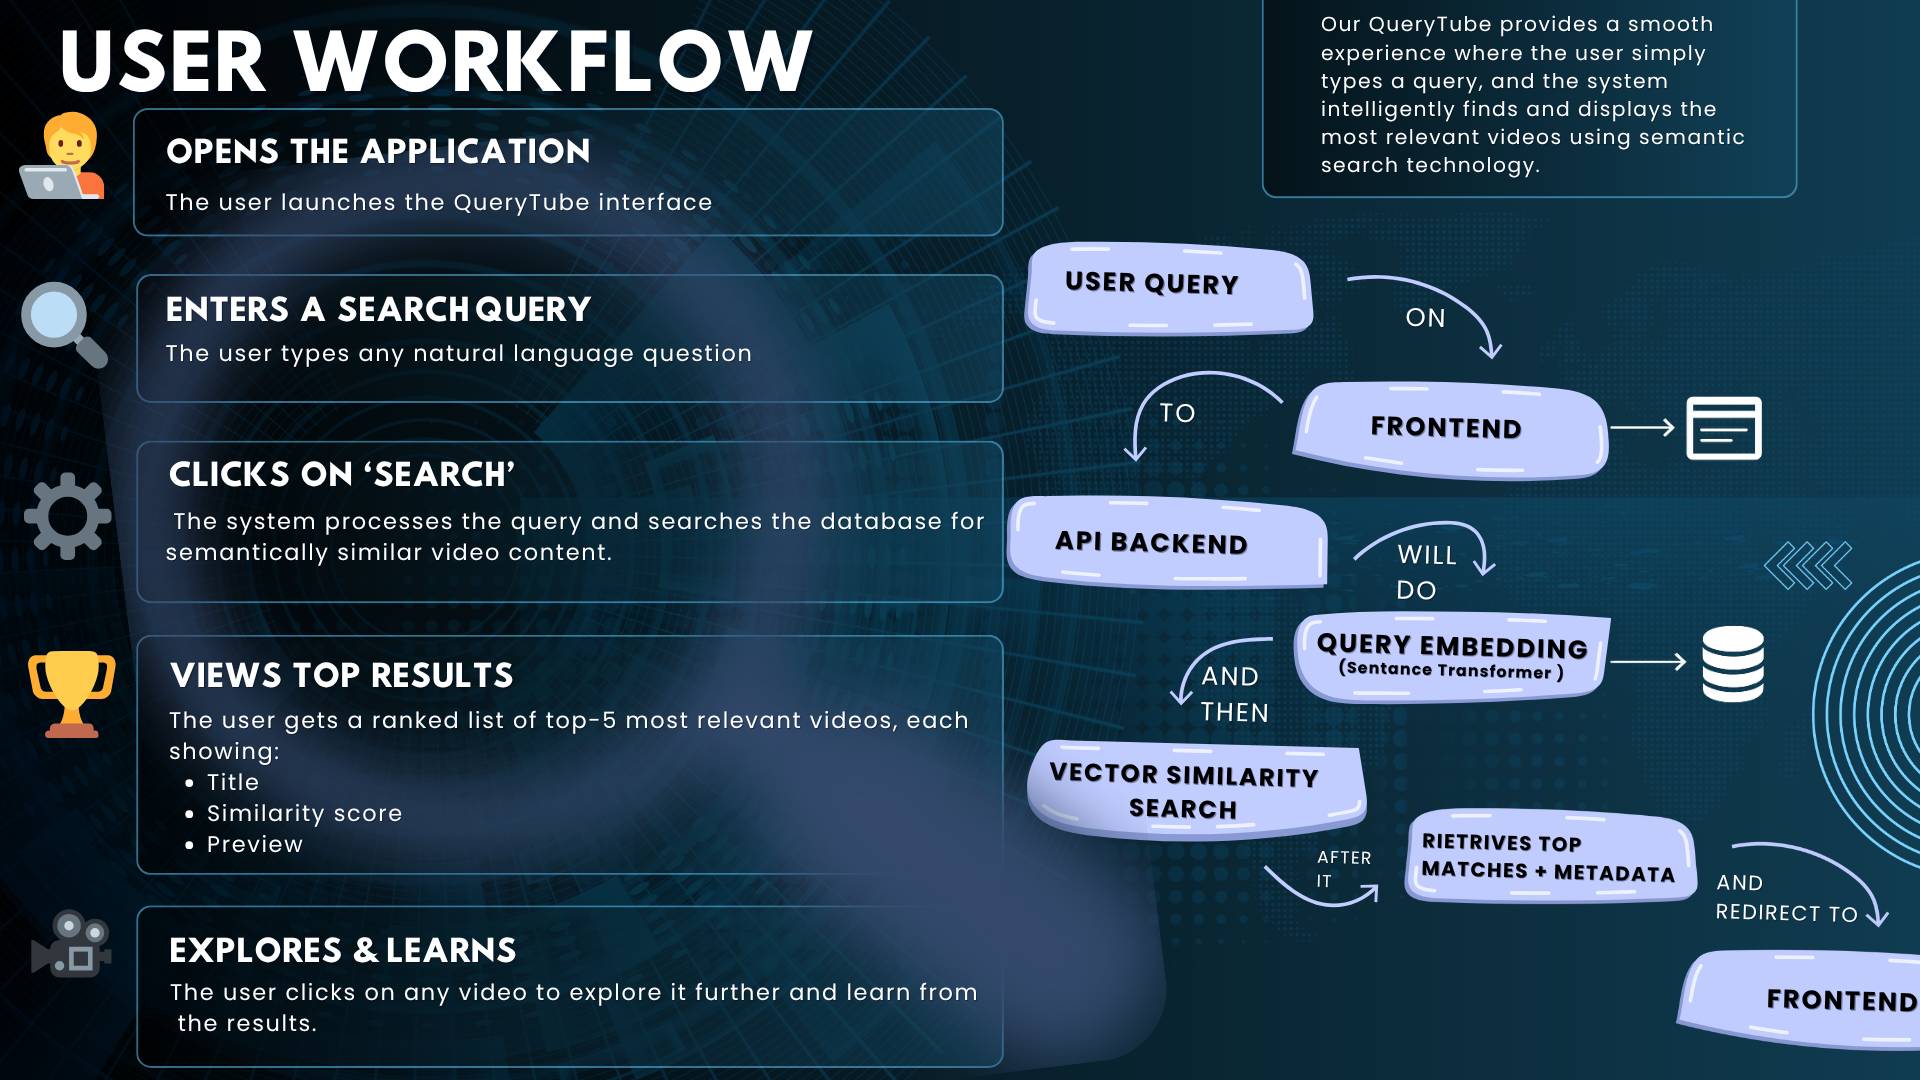 USER WORKFLOW
OPENS THE APPLICATION
The user launches the QueryTube interface
ENTERS A SEARCH QUERY
The user types any natural language question
CLICKS ON ‘SEARCH’
The system processes the query and searches the database for
semantically similar video content.
VIEWS TOP RESULTS
The user gets a ranked list of top-5 most relevant videos, each
showing:
• Title
• Similarity score
• Preview
EXPLORES & LEARNS
The user clicks on any video to explore it further and learn from
the results.
Our QueryTube provides a smooth
experience where the user simply
types a query, and the system
intelligently finds and displays the
most relevant videos using semantic
search technology.
USER QUERY
ON
FRONTEND
TO
API BACKEND
WILL
DO
QUERY EMBEDDING
(Sentance Transformer )
AND
THEN
VECTOR SIMILARITY
SEARCH
AFTER
IT
RIETRIVES TOP
MATCHES + METADATA
AND
REDIRECT TO
FRONTEND